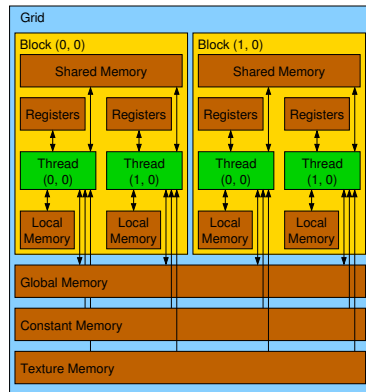 Grid
Block (0, 0)
Block (1, 0)
Shared Memory
Shared Memory
Registers
Registers
Registers
Registers
Thread
(0, 0)
Thread
(1, 0)
Thread
(0, 0)
Thread
(1, 0)
Local
Memory
Local
Memory
Local
Memory
Local
Memory
Global Memory
Constant Memory
Texture Memory